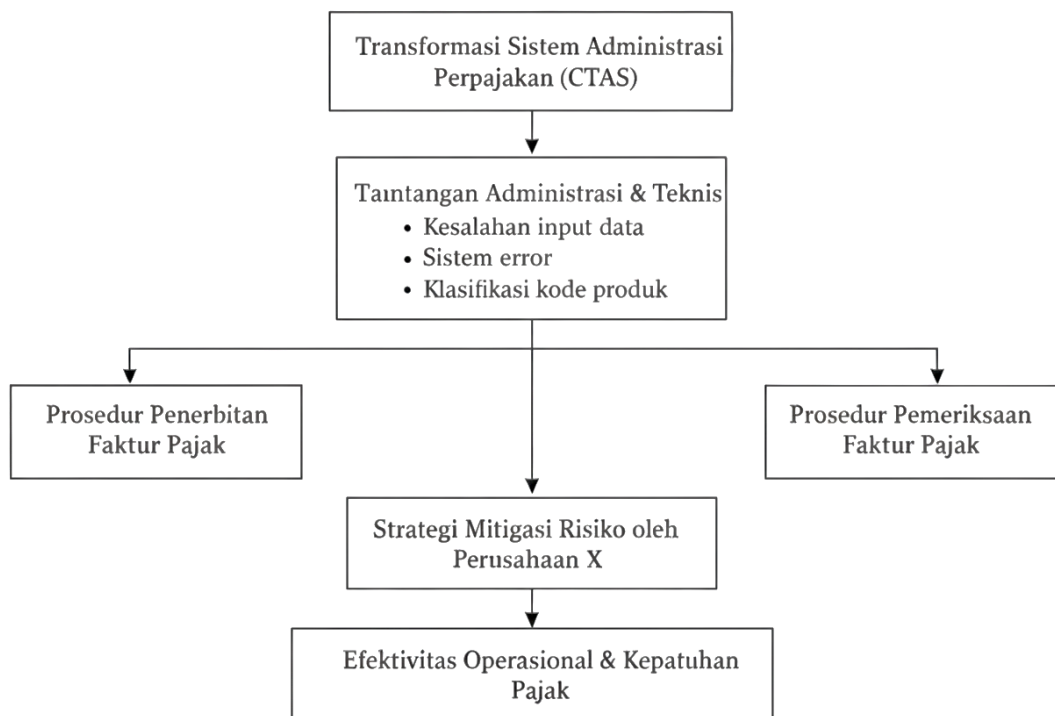 Transformasi Sistem Administrasi
Perpajakan (CTAS)
Taıntangan Administrasi & Teknis
• Kesalahan input data
• Sistem error
• Klasifikasi kode produk
Prosedur Penerbitan
Faktur Pajak
Prosedur Pemeriksaan
Faktur Pajak
Strategi Mitigasi Risiko oleh
Perusahaan X
Efektivitas Operasional & Kepatuhan
Pajak